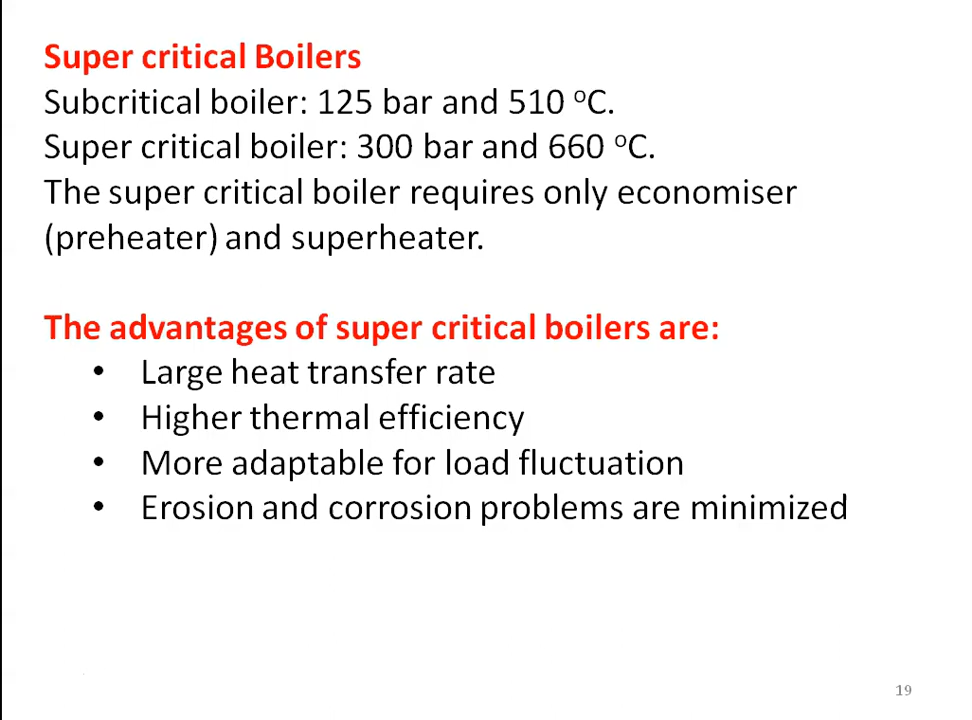 Super critical Boilers
Subcritical boiler: 125 bar and 510 ºC.
Super critical boiler: 300 bar and 660 ºC.
The super critical boiler requires only economiser
(preheater) and superheater.
The advantages of super critical boilers are:
• Large heat transfer rate
• Higher thermal efficiency
• More adaptable for load fluctuation
• Erosion and corrosion problems are minimized
19